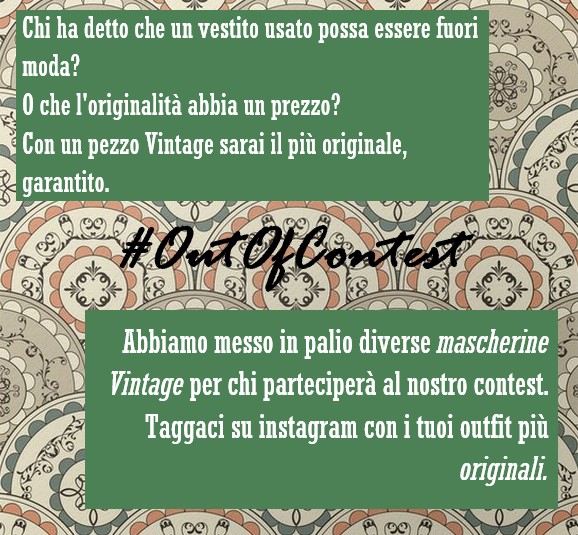 Chi ha detto che un vestito usato possa essere fuori
moda?
O che l'originalità abbia un prezzo?
Con un pezzo Vintage sarai il più originale,
garantito.
#OutOfContest
Abbiamo messo in palio diverse mascherine
Vintage per chi parteciperà al nostro contest.
Taggaci su instagram con i tuoi outfit più
originali.